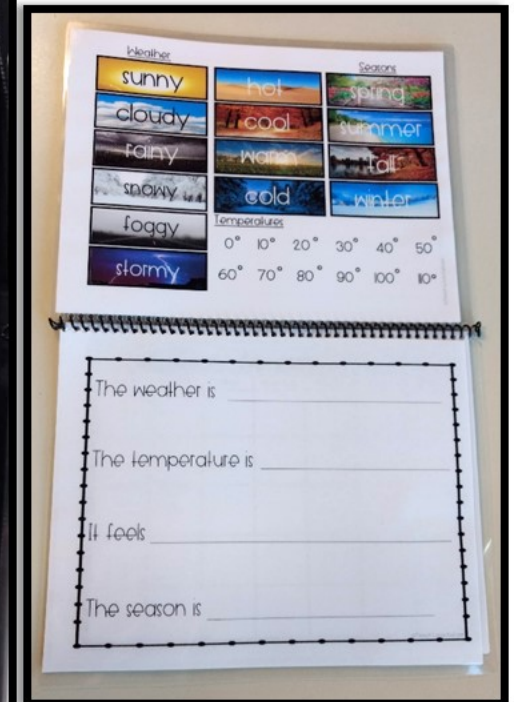 Weather
sunny
cloudy
rainy
snowy
foggy
stormy
hot
cool
warm
cold
Seasons
spring
summer
fall
winter
Temperatures
0° 10° 20° 30° 40° 50°
60° 70° 80° 90° 100° 110°
The weather is
The temperature is
It feels
The season is